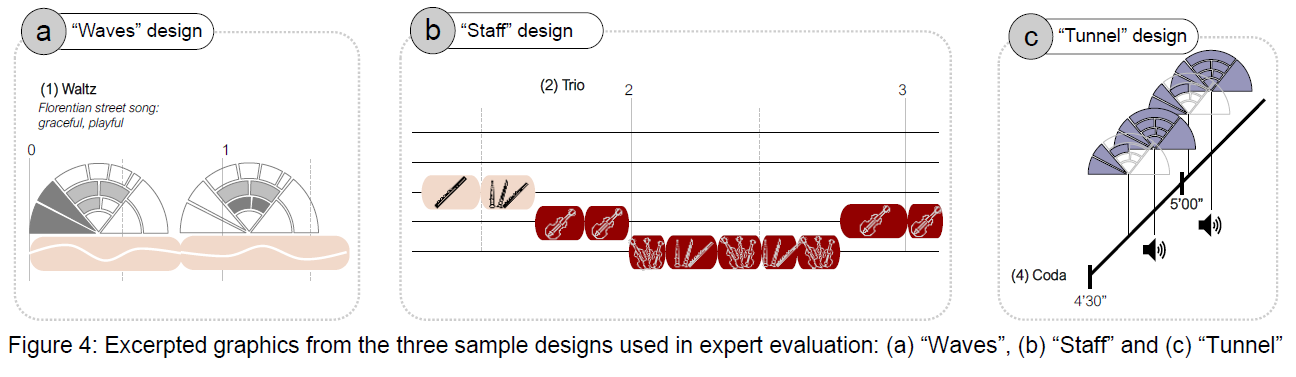 a
“Waves” design
(1) Waltz
Florentian street song:
graceful, playful
0
1
b
“Staff” design
(2) Trio
2
3
c
“Tunnel” design
5'00”
(4) Coda
4'30”
Figure 4: Excerpted graphics from the three sample designs used in expert evaluation: (a) “Waves”, (b) “Staff” and (c) “Tunnel”